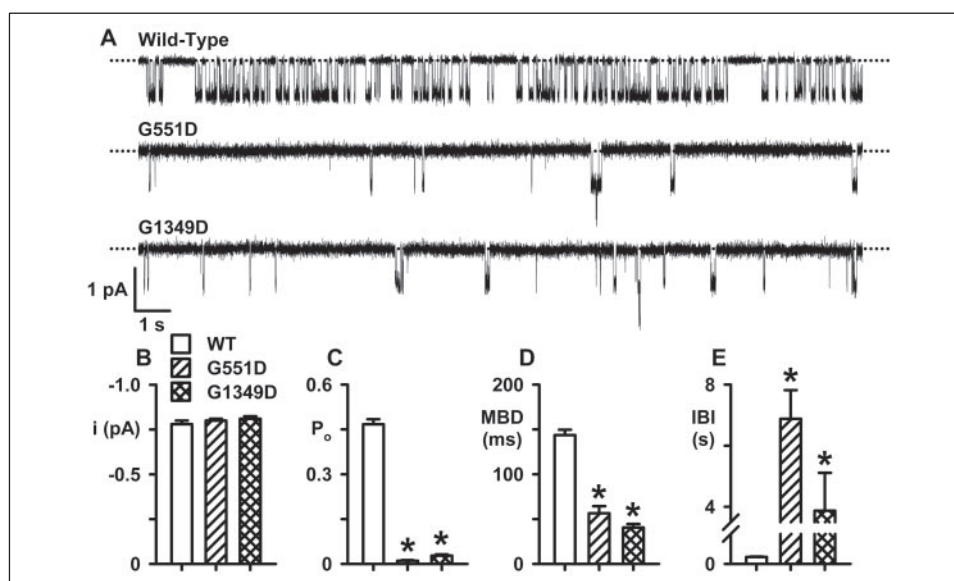 A
Wild-Type
G551D
G1349D
1 pA
1 s
WT
G551D
G1349D
B
-1.0
i (pA)
-0.5
0
C
0.6
Po
0.3
0
* *
D
200
MBD
(ms)
100
0
* *
E
8
IBI
(s)
4
0
* *